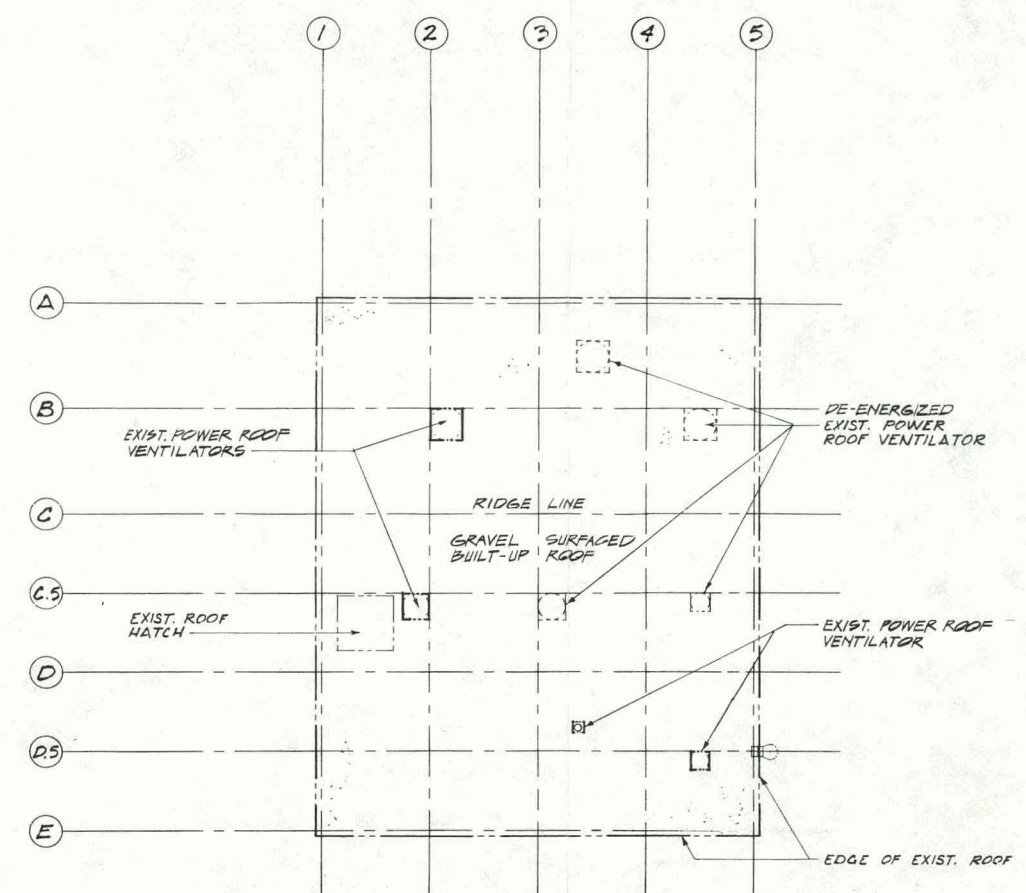 1 2 3 4 5
A
B
DE-ENERGIZED
EXIST. POWER
ROOF VENTILATOR
EXIST. POWER ROOF
VENTILATORS
RIDGE LINE
C
GRAVEL SURFACED
BUILT-UP ROOF
C.5
EXIST. ROOF
HATCH
EXIST. POWER ROOF
VENTILATOR
D
D.5
E
EDGE OF EXIST. ROOF